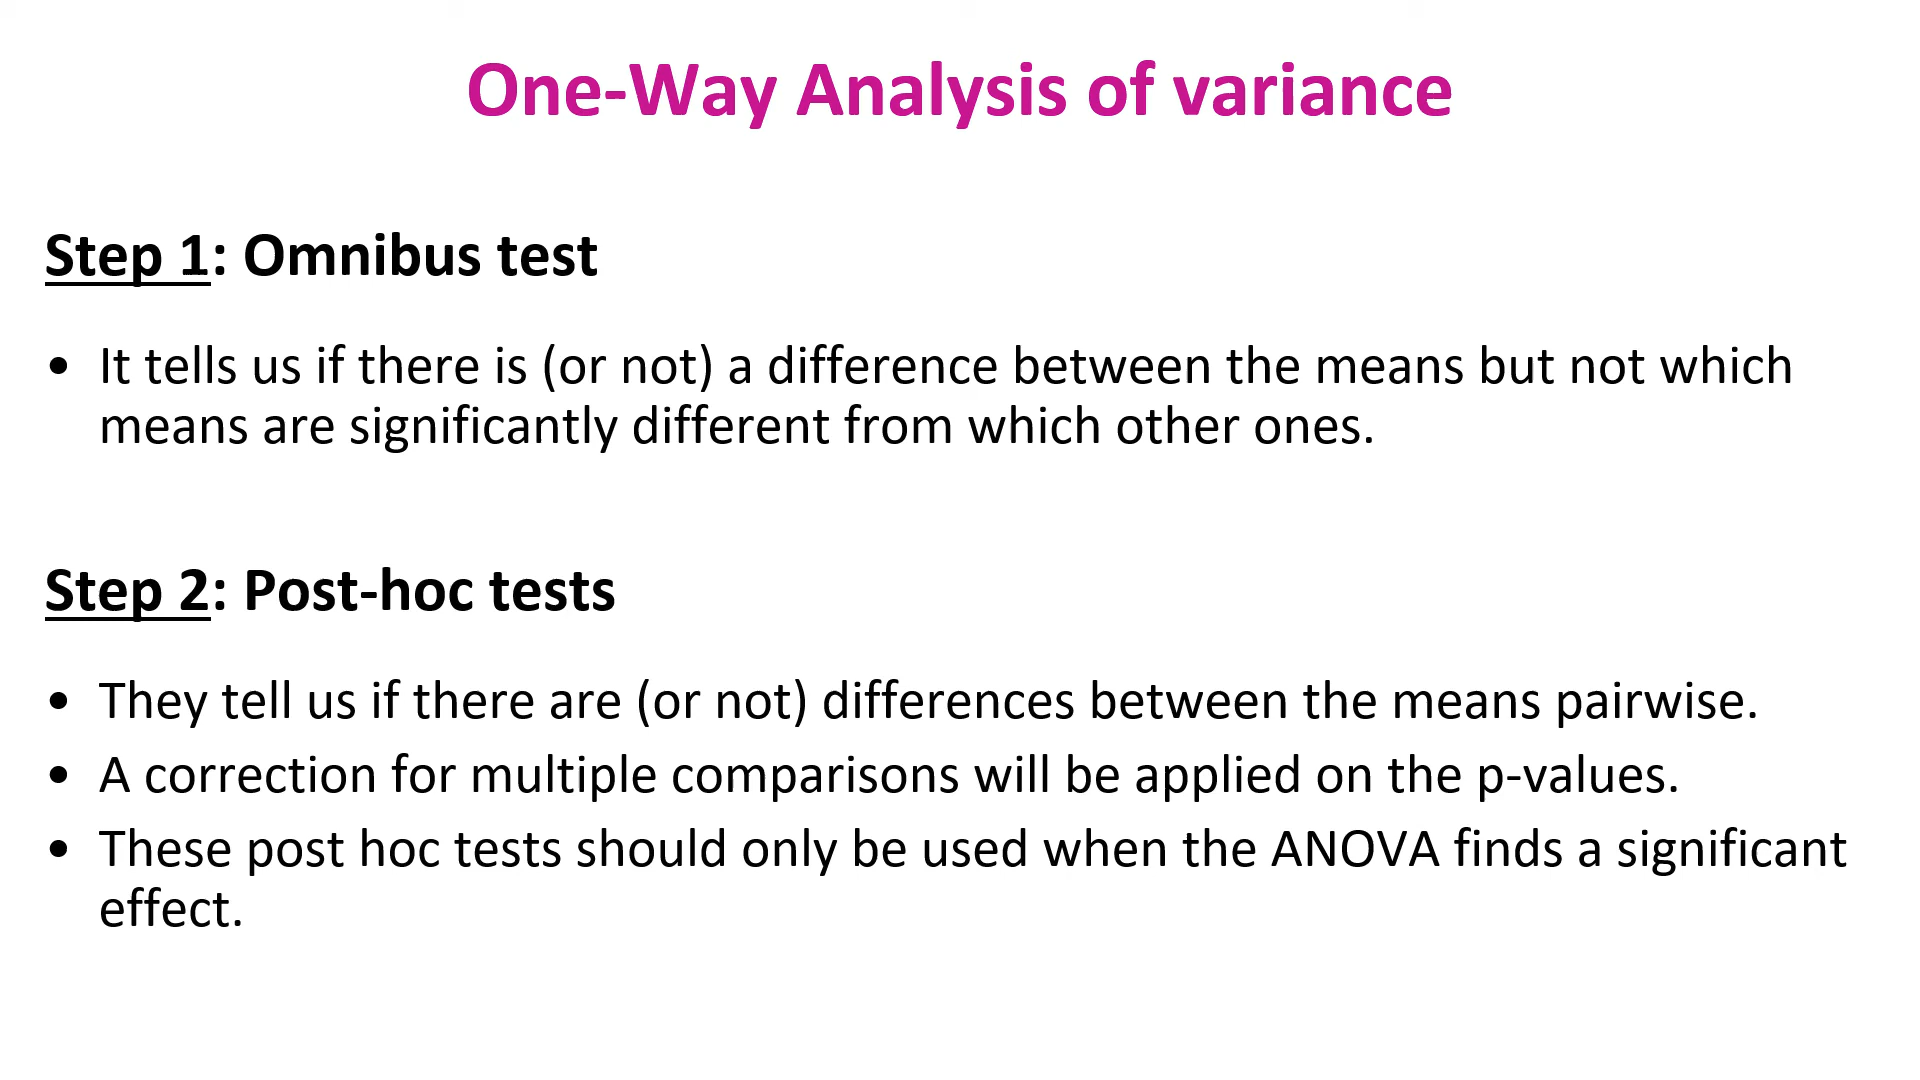 One-Way Analysis of variance
Step 1: Omnibus test
• It tells us if there is (or not) a difference between the means but not which
means are significantly different from which other ones.
Step 2: Post-hoc tests
• They tell us if there are (or not) differences between the means pairwise.
• A correction for multiple comparisons will be applied on the p-values.
• These post hoc tests should only be used when the ANOVA finds a significant
effect.